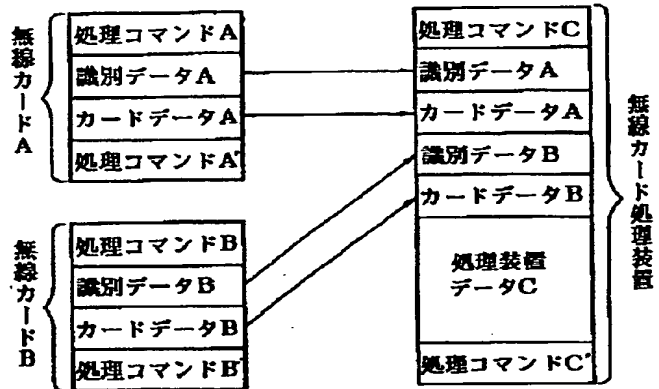 無線カードA
処理コマンドA
識別データA
カードデータA
処理コマンドA'
無線カードB
処理コマンドB
識別データB
カードデータB
処理コマンドB'
処理コマンドC
識別データA
カードデータA
識別データB
カードデータB
処理装置
データC
処理コマンドC'
無線カード処理装置